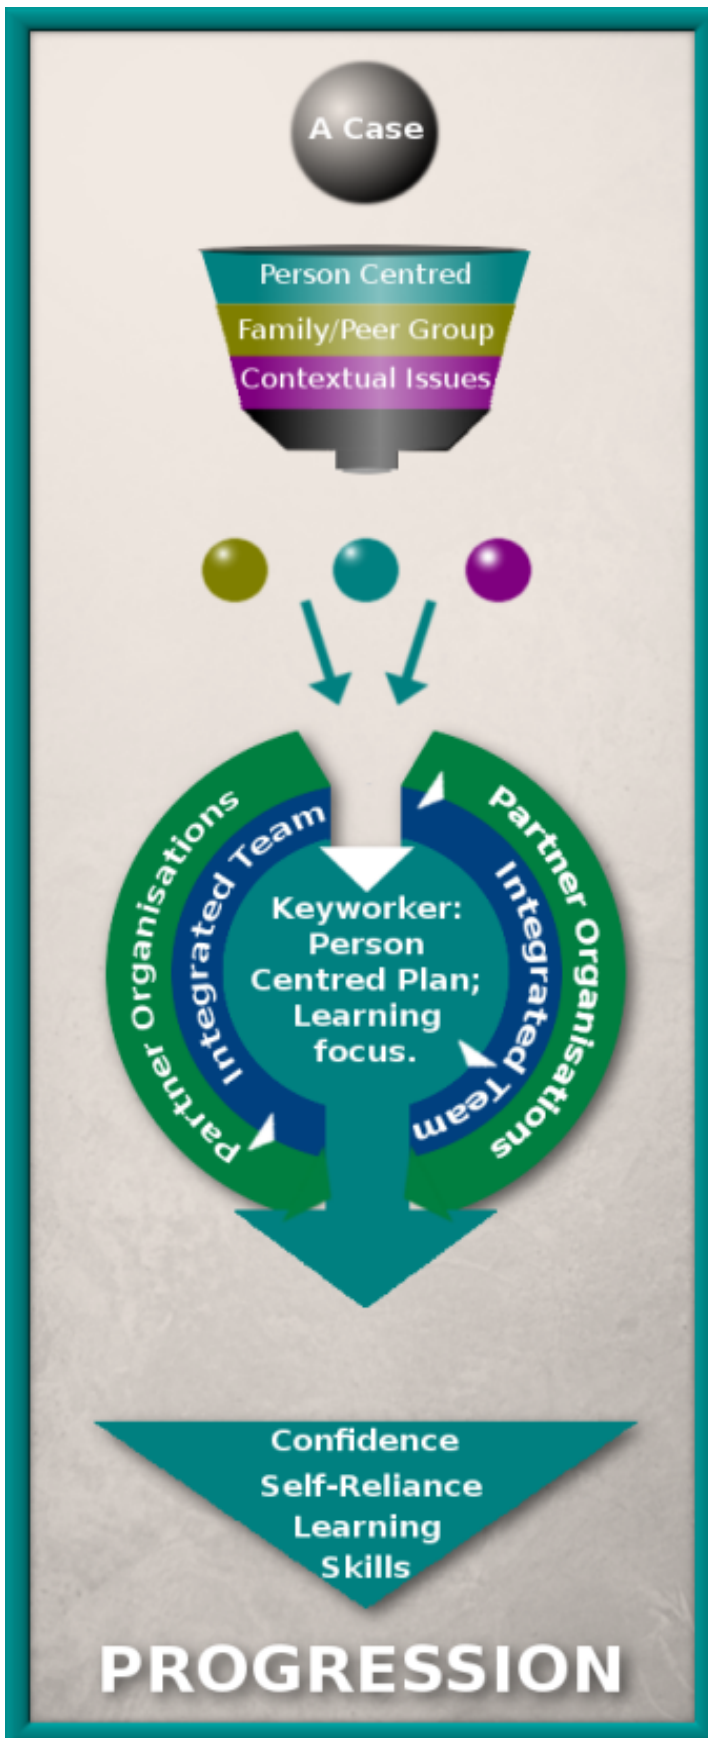 A Case
Person Centred
Family/Peer Group
Contextual Issues
Partner Organisations
Integrated Team
Partner Organisations
Integrated Team
Keyworker:
Person
Centred Plan;
Learning
focus.
Confidence
Self-Reliance
Learning
Skills
PROGRESSION